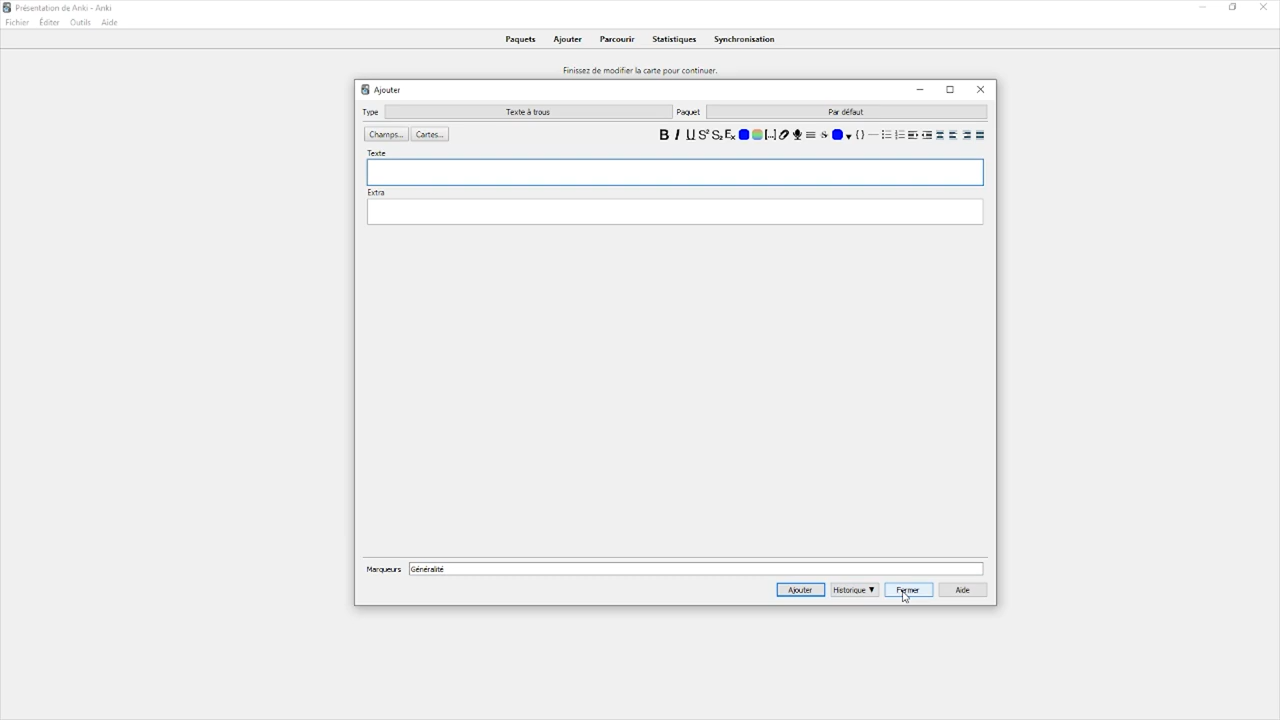 Présentation de Anki - Anki
Fichier Éditer Outils Aide
Paquets Ajouter Parcourir Statistiques Synchronisation
Finissez de modifier la carte pour continuer.
Ajouter
Type Texte à trous Paquet Par défaut
Champs... Cartes...
Texte
Extra
Marqueurs Généralité
Ajouter Historique ▼ Fermer Aide